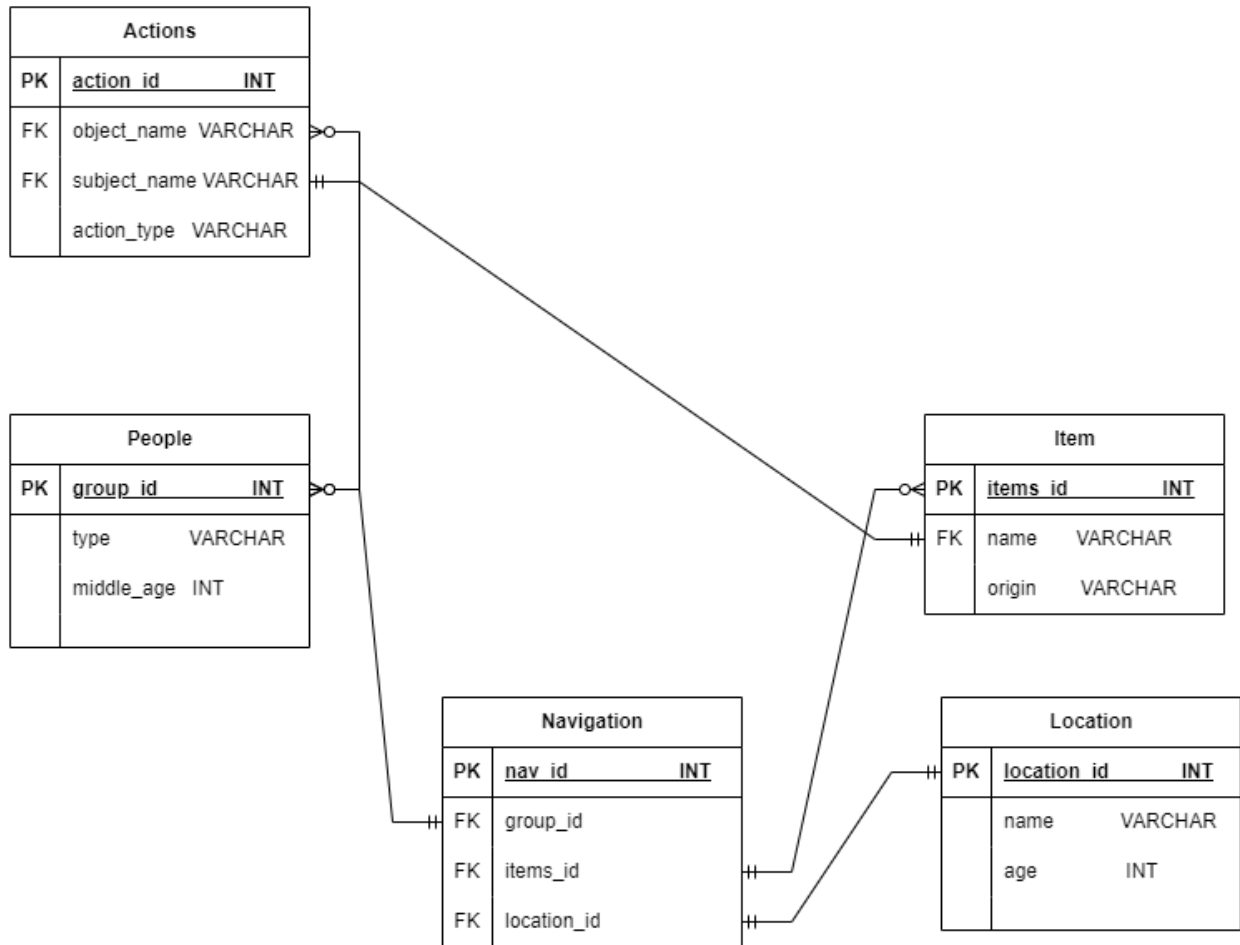 Actions
PK action_id INT
FK object_name VARCHAR
FK subject_name VARCHAR
action_type VARCHAR
People
PK group_id INT
type VARCHAR
middle_age INT
Item
PK items_id INT
FK name VARCHAR
origin VARCHAR
Navigation
PK nav_id INT
FK group_id
FK items_id
FK location_id
Location
PK location_id INT
name VARCHAR
age INT